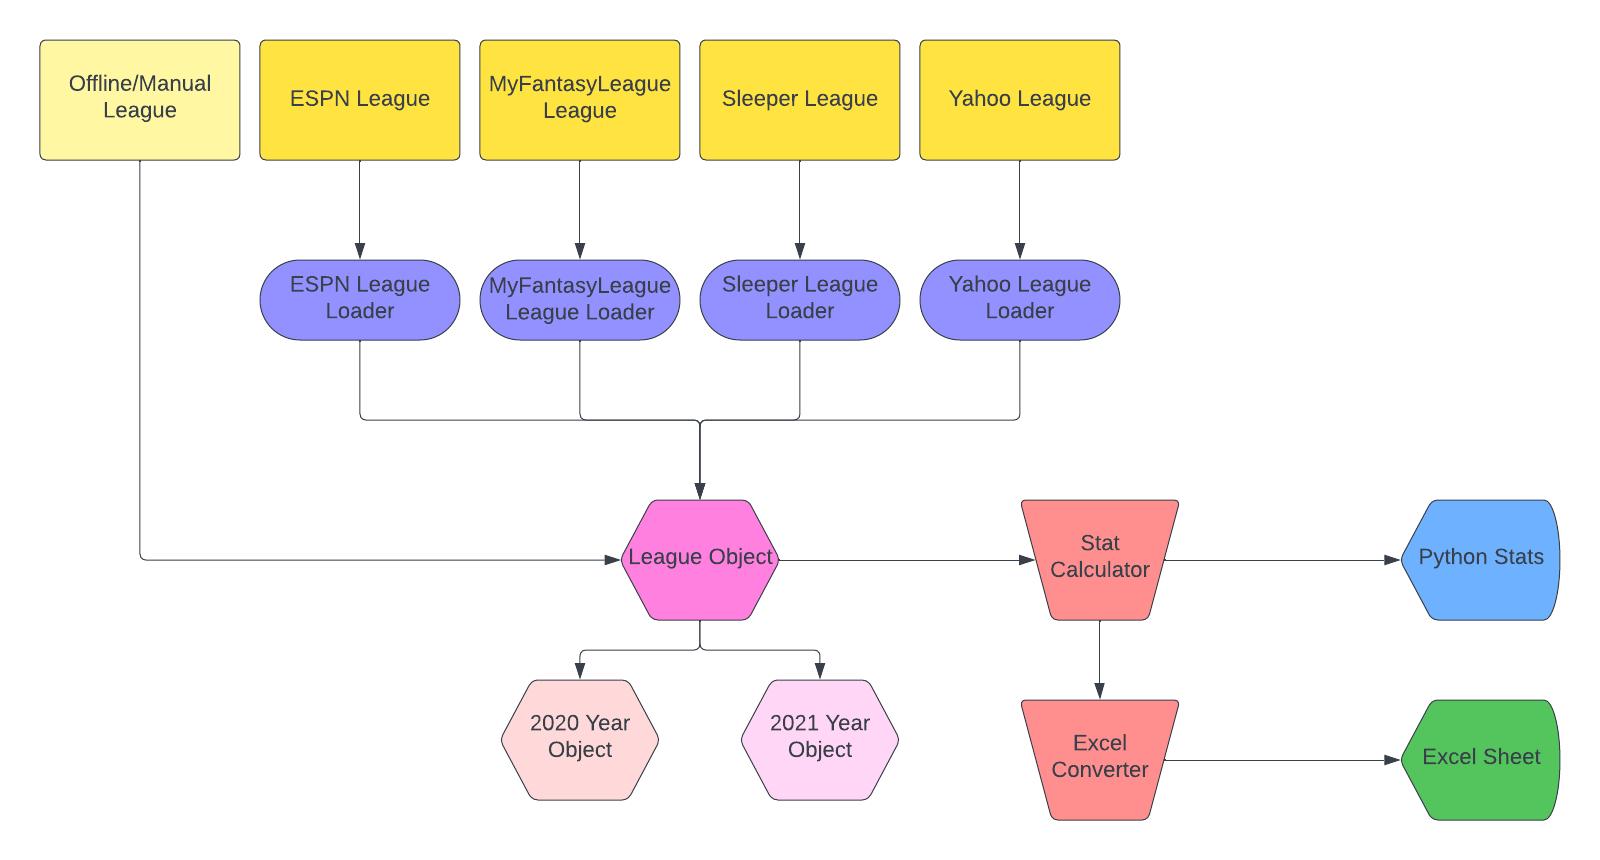 Offline/Manual
League
ESPN League
MyFantasyLeague
League
Sleeper League
Yahoo League
ESPN League
Loader
MyFantasyLeague
League Loader
Sleeper League
Loader
Yahoo League
Loader
League Object
Stat
Calculator
Python Stats
2020 Year
Object
2021 Year
Object
Excel
Converter
Excel Sheet